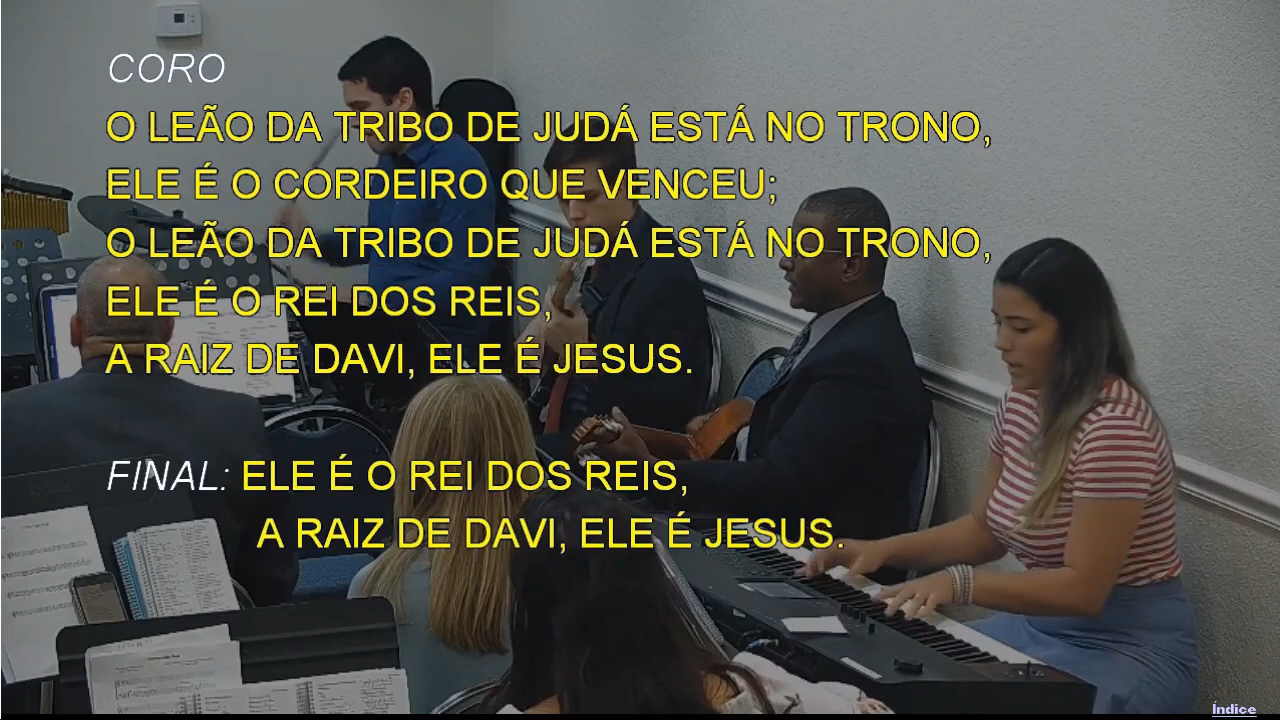 CORO
O LEÃO DA TRIBO DE JUDÁ ESTÁ NO TRONO,
ELE É O CORDEIRO QUE VENCEU;
O LEÃO DA TRIBO DE JUDÁ ESTÁ NO TRONO,
ELE É O REI DOS REIS,
A RAIZ DE DAVI, ELE É JESUS.
FINAL: ELE É O REI DOS REIS,
A RAIZ DE DAVI, ELE É JESUS.
Índice